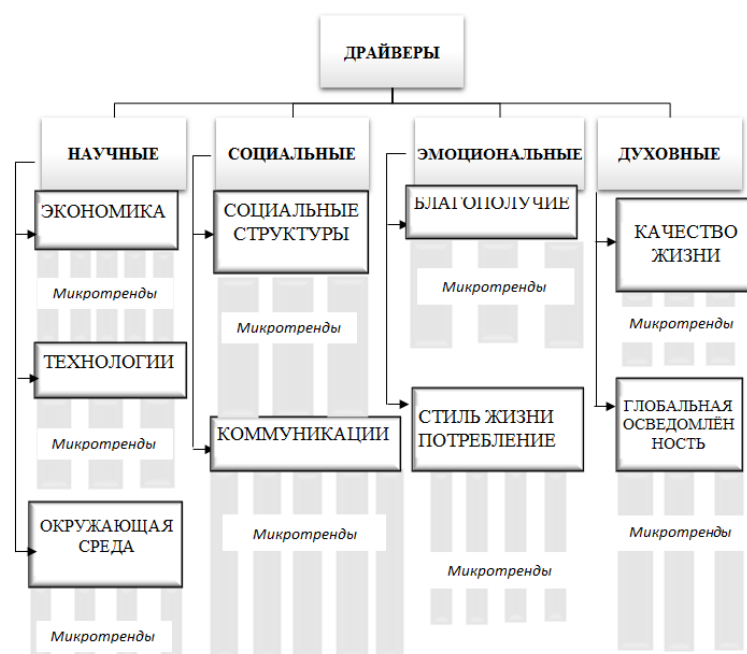 ДРАЙВЕРЫ
НАУЧНЫЕ
СОЦИАЛЬНЫЕ
ЭМОЦИОНАЛЬНЫЕ
ДУХОВНЫЕ
ЭКОНОМИКА
Микротренды
ТЕХНОЛОГИИ
Микротренды
ОКРУЖАЮЩАЯ
СРЕДА
Микротренды
СОЦИАЛЬНЫЕ
СТРУКТУРЫ
Микротренды
КОММУНИКАЦИИ
Микротренды
БЛАГОПОЛУЧИЕ
Микротренды
СТИЛЬ ЖИЗНИ
ПОТРЕБЛЕНИЕ
Микротренды
КАЧЕСТВО
ЖИЗНИ
Микротренды
ГЛОБАЛЬНАЯ
ОСВЕДОМЛЁН
НОСТЬ
Микротренды